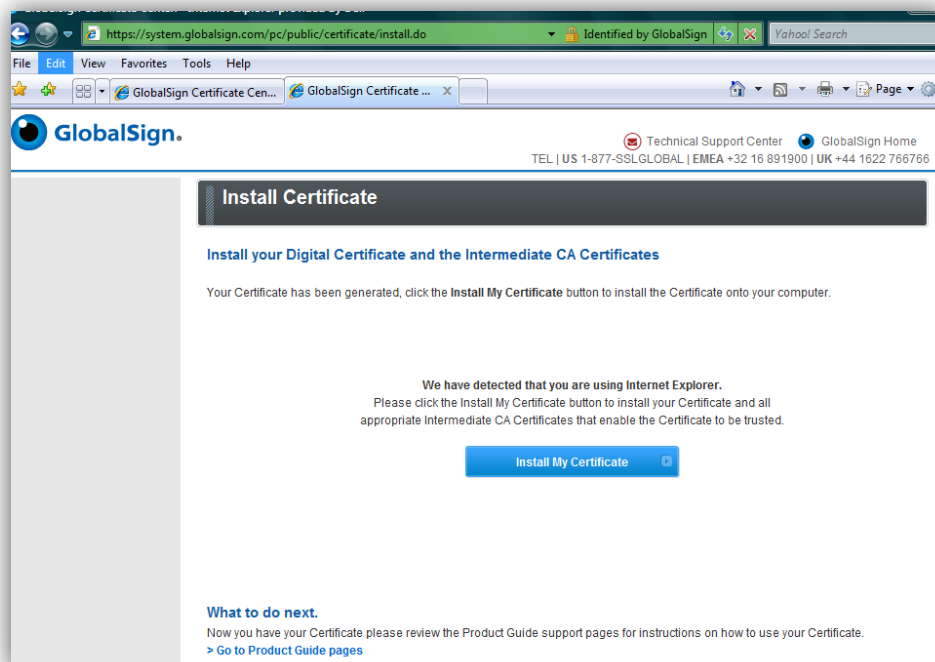 https://system.globalsign.com/pc/public/certificate/install.do Identified by GlobalSign Yahoo! Search
File Edit View Favorites Tools Help
GlobalSign Certificate Cen... GlobalSign Certificate ... X Page
GlobalSign.
Technical Support Center GlobalSign Home
TEL | US 1-877-SSLGLOBAL | EMEA +32 16 891900 | UK +44 1622 766766
Install Certificate
Install your Digital Certificate and the Intermediate CA Certificates
Your Certificate has been generated, click the Install My Certificate button to install the Certificate onto your computer.
We have detected that you are using Internet Explorer.
Please click the Install My Certificate button to install your Certificate and all
appropriate Intermediate CA Certificates that enable the Certificate to be trusted.
Install My Certificate
What to do next.
Now you have your Certificate please review the Product Guide support pages for instructions on how to use your Certificate.
> Go to Product Guide pages